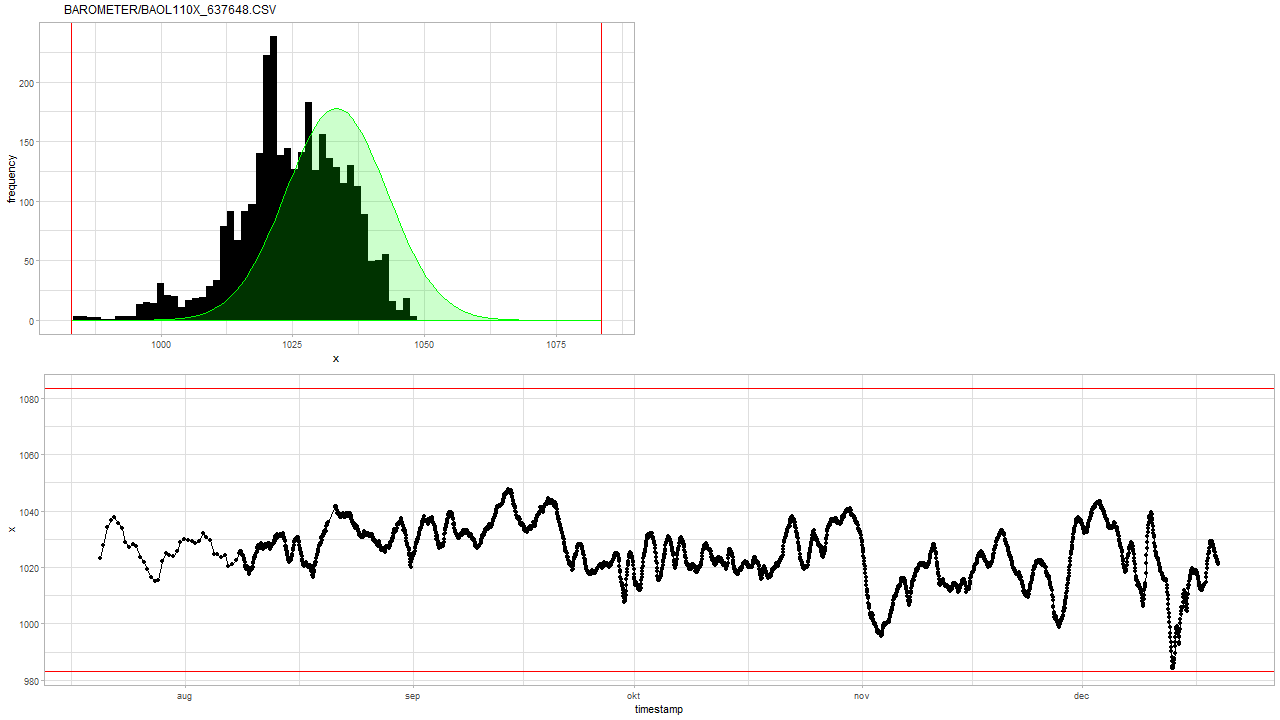 BAROMETER/BAOL110X_637648.CSV
frequency
200
150
100
50
0
1000 1025 1050 1075
x
x
1080
1060
1040
1020
1000
980
aug sep okt nov dec
timestamp